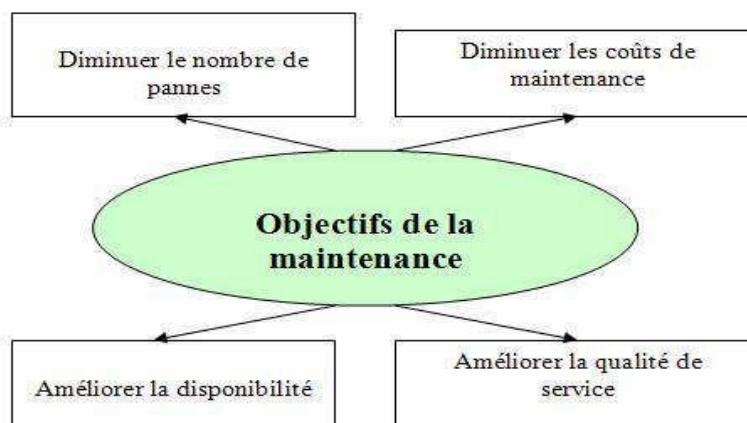 Diminuer le nombre de
pannes
Diminuer les coûts de
maintenance
Objectifs de la
maintenance
Améliorer la disponibilité
Améliorer la qualité de
service